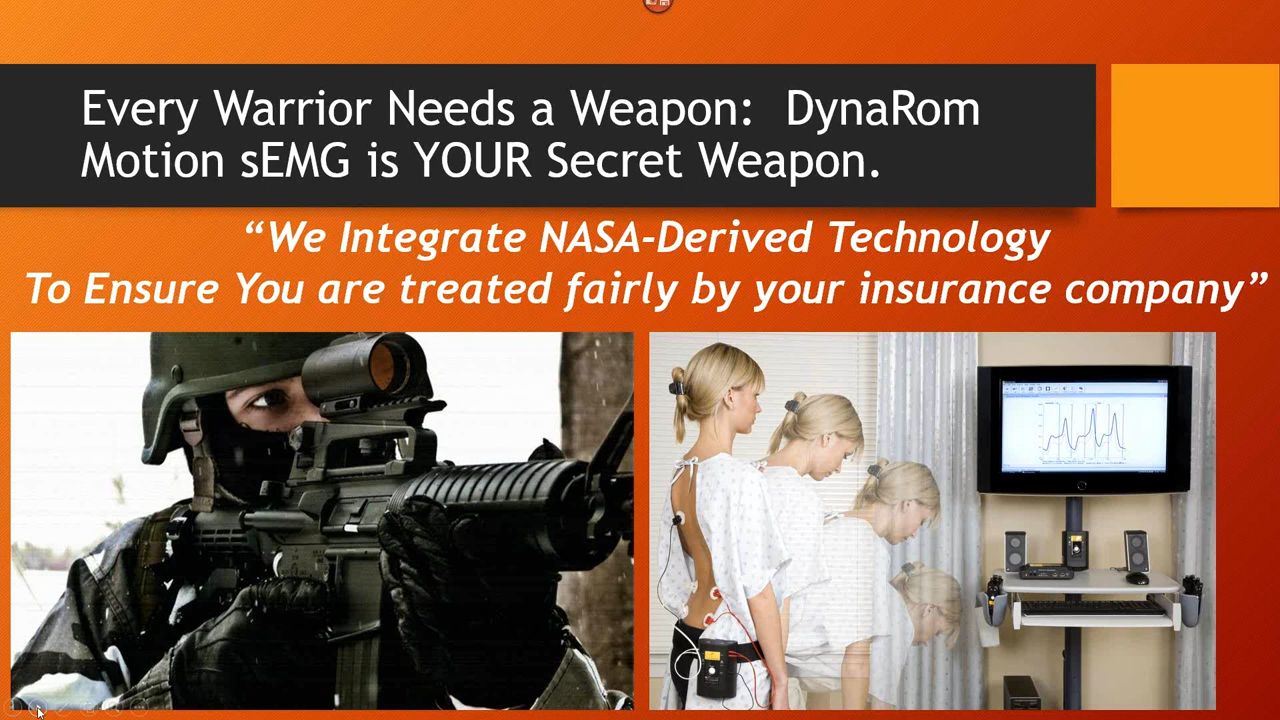 Every Warrior Needs a Weapon:  DynaRom
Motion sEMG is YOUR Secret Weapon.
“We Integrate NASA-Derived Technology
To Ensure You are treated fairly by your insurance company”